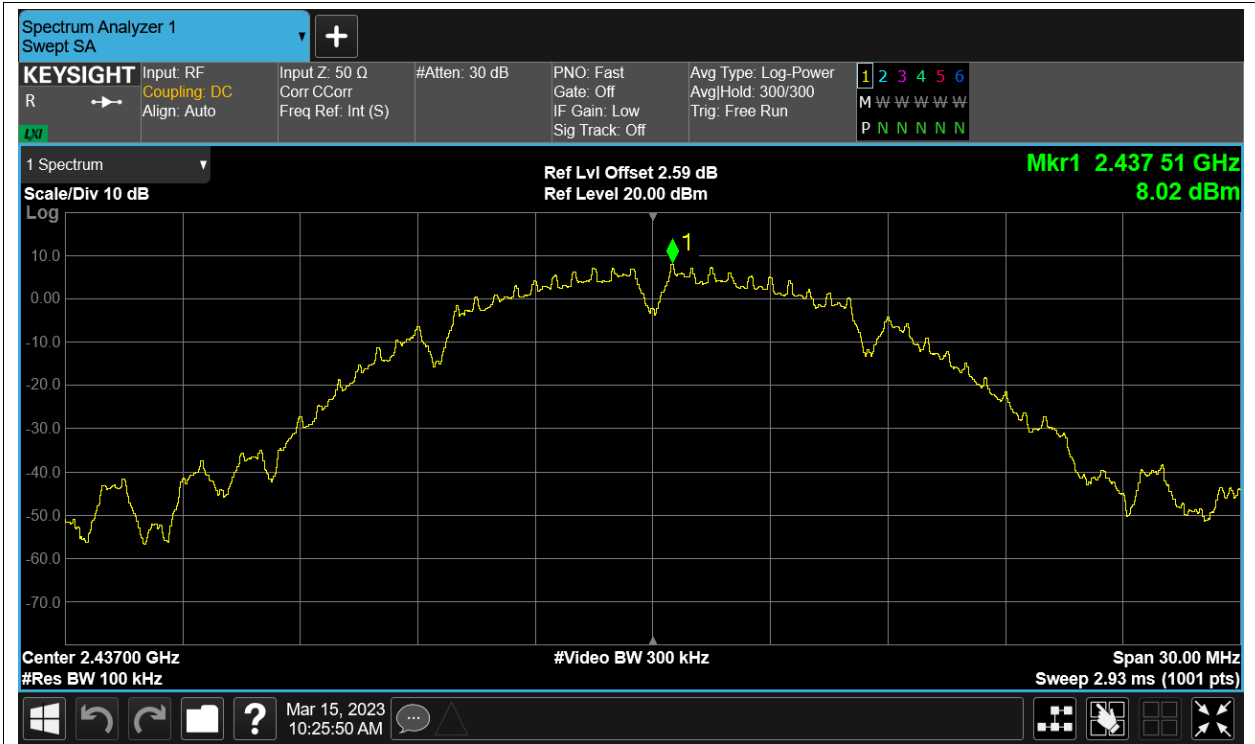 Spectrum Analyzer 1
Swept SA
+
KEYSIGHT
R
LXI
Input: RF
Coupling: DC
Align: Auto
Input Z: 50 Ω
Corr CCorr
Freq Ref: Int (S)
#Atten: 30 dB
PNO: Fast
Gate: Off
IF Gain: Low
Sig Track: Off
Avg Type: Log-Power
Avg|Hold: 300/300
Trig: Free Run
1 2 3 4 5 6
M W W W W W
P N N N N N
1 Spectrum
Scale/Div 10 dB
Log
Ref Lvl Offset 2.59 dB
Ref Level 20.00 dBm
Mkr1 2.437 51 GHz
8.02 dBm
1
10.0
0.00
-10.0
-20.0
-30.0
-40.0
-50.0
-60.0
-70.0
Center 2.43700 GHz
#Res BW 100 kHz
#Video BW 300 kHz
Span 30.00 MHz
Sweep 2.93 ms (1001 pts)
?
Mar 15, 2023
10:25:50 AM